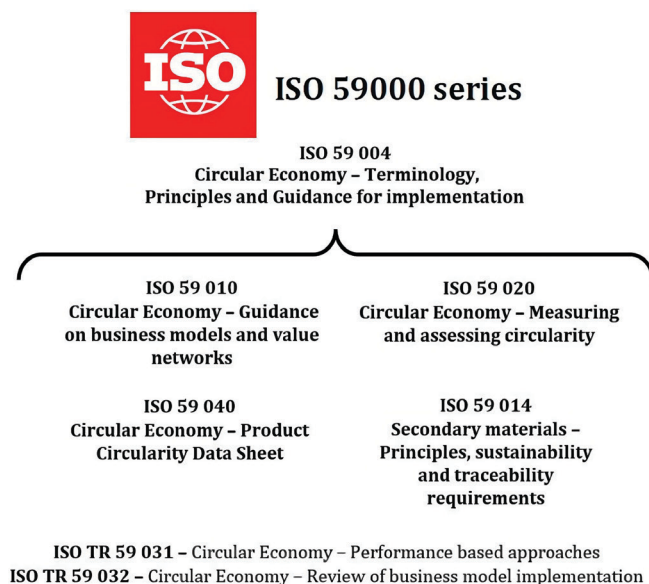 ISO
ISO 59000 series
ISO 59 004
Circular Economy – Terminology,
Principles and Guidance for implementation
ISO 59 010
Circular Economy – Guidance
on business models and value
networks
ISO 59 020
Circular Economy – Measuring
and assessing circularity
ISO 59 040
Circular Economy – Product
Circularity Data Sheet
ISO 59 014
Secondary materials –
Principles, sustainability
and traceability
requirements
ISO TR 59 031 – Circular Economy – Performance based approaches
ISO TR 59 032 – Circular Economy – Review of business model implementation